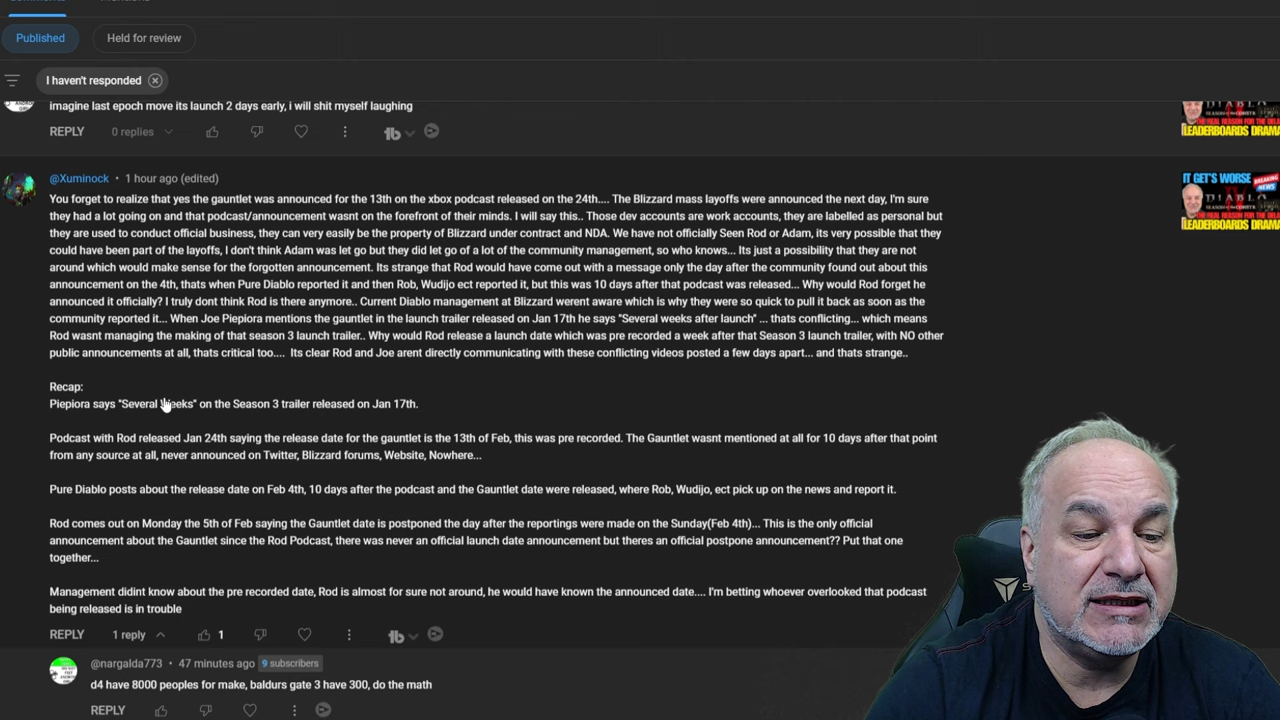 Published
Held for review
I haven't responded
imagine last epoch move its launch 2 days early, i will shit myself laughing
REPLY 0 replies
@Xuminock • 1 hour ago (edited)
You forget to realize that yes the gauntlet was announced for the 13th on the xbox podcast released on the 24th.... The Blizzard mass layoffs were announced the next day, I'm sure
they had a lot going on and that podcast/announcement wasnt on the forefront of their minds. I will say this.. Those dev accounts are work accounts, they are labelled as personal but
they are used to conduct official business, they can very easily be the property of Blizzard under contract and NDA. We have not officially Seen Rod or Adam, its very possible that they
could have been part of the layoffs, I don't think Adam was let go but they did let go of a lot of the community management, so who knows... Its just a possibility that they are not
around which would make sense for the forgotten announcement. Its strange that Rod would have come out with a message only the day after the community found out about this
announcement on the 4th, thats when Pure Diablo reported it and then Rob, Wudijo ect reported it, but this was 10 days after that podcast was released... Why would Rod forget he
announced it officially? I truly dont think Rod is there anymore.. Current Diablo management at Blizzard werent aware which is why they were so quick to pull it back as soon as the
community reported it... When Joe Piepiora mentions the gauntlet in the launch trailer released on Jan 17th he says "Several weeks after launch" ... thats conflicting... which means
Rod wasnt managing the making of that season 3 launch trailer.. Why would Rod release a launch date which was pre recorded a week after that Season 3 launch trailer, with NO other
public announcements at all, thats critical too.... Its clear Rod and Joe arent directly communicating with these conflicting videos posted a few days apart... and thats strange..
Recap:
Piepiora says "Several Weeks" on the Season 3 trailer released on Jan 17th.
Podcast with Rod released Jan 24th saying the release date for the gauntlet is the 13th of Feb, this was pre recorded. The Gauntlet wasnt mentioned at all for 10 days after that point
from any source at all, never announced on Twitter, Blizzard forums, Website, Nowhere...
Pure Diablo posts about the release date on Feb 4th, 10 days after the podcast and the Gauntlet date were released, where Rob, Wudijo, ect pick up on the news and report it.
Rod comes out on Monday the 5th of Feb saying the Gauntlet date is postponed the day after the reportings were made on the Sunday(Feb 4th)... This is the only official
announcement about the Gauntlet since the Rod Podcast, there was never an official launch date announcement but theres an official postpone announcement?? Put that one
together...
Management didint know about the pre recorded date, Rod is almost for sure not around, he would have known the announced date.... I'm betting whoever overlooked that podcast
being released is in trouble
REPLY 1 reply 1
@nargalda773 • 47 minutes ago 9 subscribers
d4 have 8000 peoples for make, baldurs gate 3 have 300, do the math
REPLY
DIABLO
THE REAL REASON FOR THE DELAY
LEADERBOARDS DRAMA
IT GET'S WORSE
BREAKING
NEWS
LEADERBOARDS DRAMA